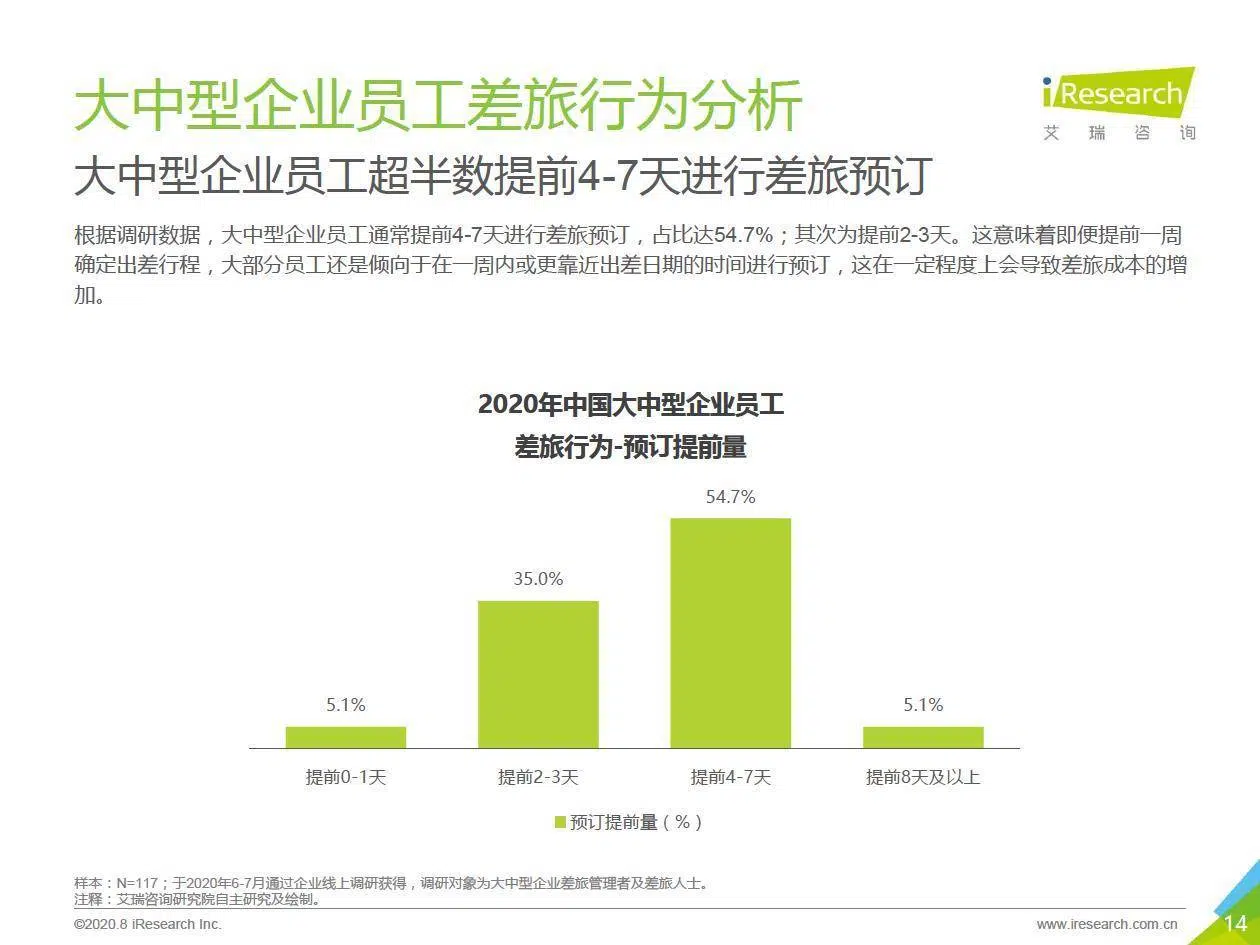 大中型企业员工差旅行为分析
iResearch
艾瑞咨询
大中型企业员工超半数提前4-7天进行差旅预订
根据调研数据，大中型企业员工通常提前4-7天进行差旅预订，占比达54.7%；其次为提前2-3天。这意味着即便提前一周
确定出差行程，大部分员工还是倾向于在一周内或更靠近出差日期的时间进行预订，这在一定程度上会导致差旅成本的增
加。
2020年中国大中型企业员工
差旅行为-预订提前量
54.7%
35.0%
5.1%
5.1%
提前0-1天
提前2-3天
提前4-7天
提前8天及以上
预订提前量（%）
样本：N=117；于2020年6-7月通过企业线上调研获得，调研对象为大中型企业差旅管理者及差旅人士。
注释：艾瑞咨询研究院自主研究及绘制。
©2020.8 iResearch Inc.
www.iresearch.com.cn
14